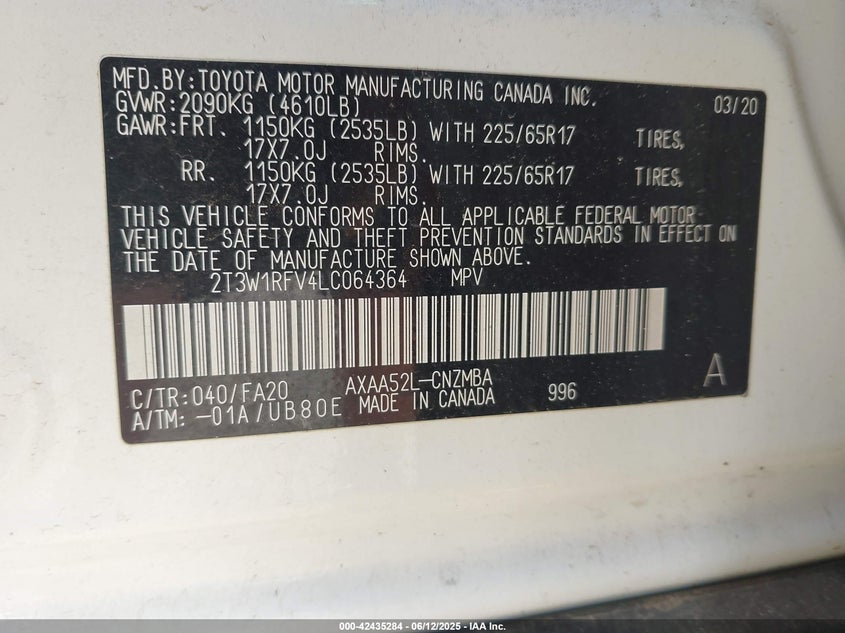 MFD.BY:TOYOTA MOTOR MANUFACTURING CANADA INC. 03/20
GVWR:2090KG (4610LB)
GAWR:FRT. 1150KG (2535LB) WITH 225/65R17 TIRES,
17X7.0J RIMS.
RR. 1150KG (2535LB) WITH 225/65R17 TIRES,
17X7.0J RIMS.
THIS VEHICLE CONFORMS TO ALL APPLICABLE FEDERAL MOTOR
VEHICLE SAFETY AND THEFT PREVENTION STANDARDS IN EFFECT ON
THE DATE OF MANUFACTURE SHOWN ABOVE.
2T3W1RFV4LC064364 MPV
C/TR:040/FA20 AXAA52L-CNZMBA A
A/TM: -01A/UB80E MADE IN CANADA 996
000-42435284 - 06/12/2025 - IAA Inc.